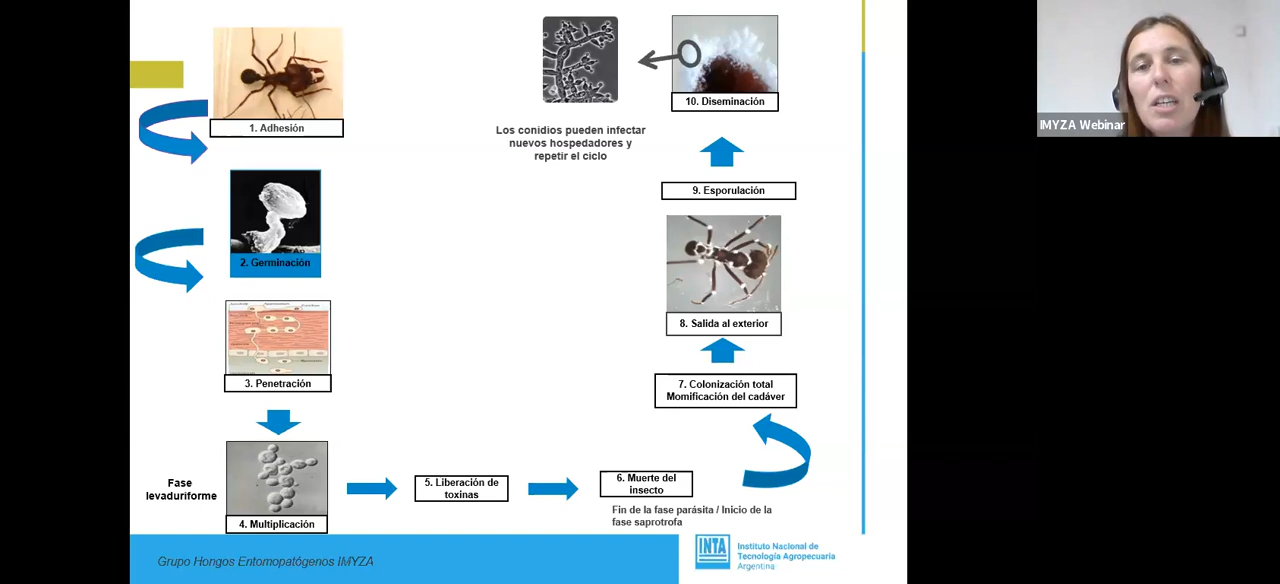 1. Adhesión
2. Germinación
3. Penetración
Fase
levaduriforme
4. Multiplicación
5. Liberación de
toxinas
6. Muerte del
insecto
Fin de la fase parásita / Inicio de la
fase saprotrofa
7. Colonización total
Momificación del cadáver
8. Salida al exterior
9. Esporulación
10. Diseminación
Los conidios pueden infectar
nuevos hospedadores y
repetir el ciclo
Grupo Hongos Entomopatógenos IMYZA
INTA
Instituto Nacional de
Tecnología Agropecuaria
Argentina
IMYZA Webinar